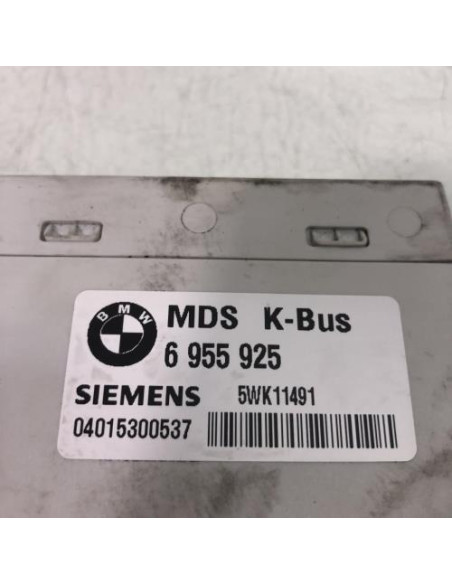 BMW
MDS K-Bus
6 955 925
SIEMENS 5WK11491
04015300537